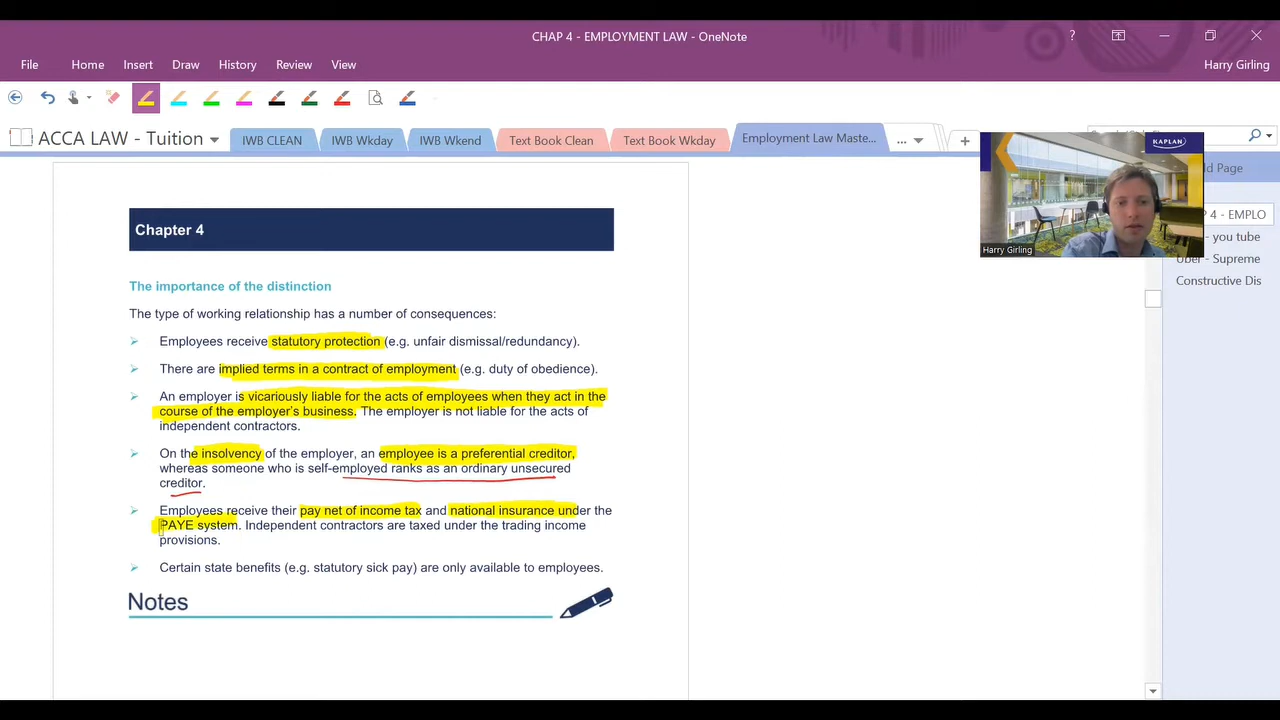 CHAP 4 - EMPLOYMENT LAW - OneNote
?
File Home Insert Draw History Review View
Harry Girling
ACCA LAW - Tuition
IWB CLEAN
IWB Wkday
IWB Wkend
Text Book Clean
Text Book Wkday
Employment Law Maste...
...
KAPLAN
Harry Girling
d Page
P 4 - EMPLO
- you tube
Uber - Supreme
Constructive Dis
Chapter 4
The importance of the distinction
The type of working relationship has a number of consequences:
Employees receive statutory protection (e.g. unfair dismissal/redundancy).
There are implied terms in a contract of employment (e.g. duty of obedience).
An employer is vicariously liable for the acts of employees when they act in the
course of the employer's business. The employer is not liable for the acts of
independent contractors.
On the insolvency of the employer, an employee is a preferential creditor,
whereas someone who is self-employed ranks as an ordinary unsecured
creditor.
Employees receive their pay net of income tax and national insurance under the
PAYE system. Independent contractors are taxed under the trading income
provisions.
Certain state benefits (e.g. statutory sick pay) are only available to employees.
Notes